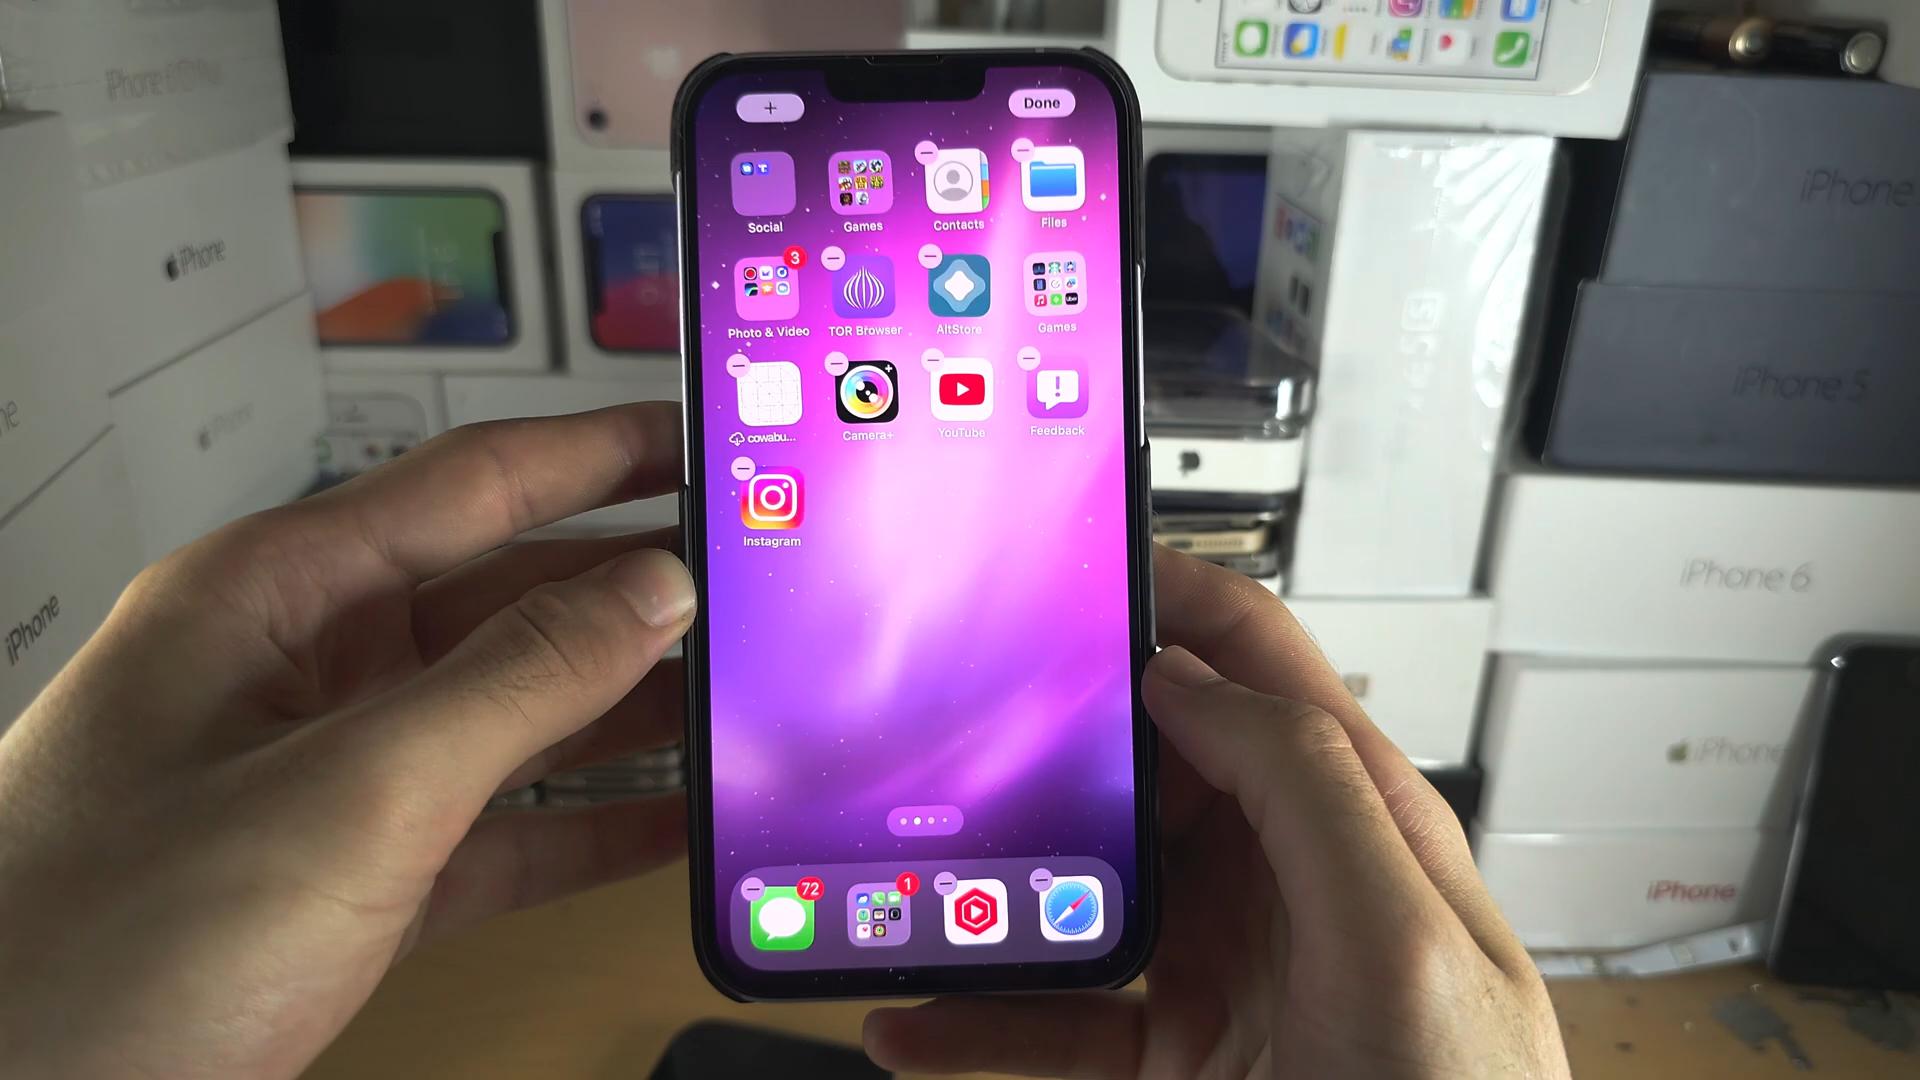 +
Done
Social
Games
Contacts
Files
3
Photo & Video
TOR Browser
AltStore
Games
cowabu...
Camera+
YouTube
Feedback
Instagram
72
1
iPhone
iPhone
iPhone
iPhone
iPhone 5
iPhone 6
iPhone
iPhone